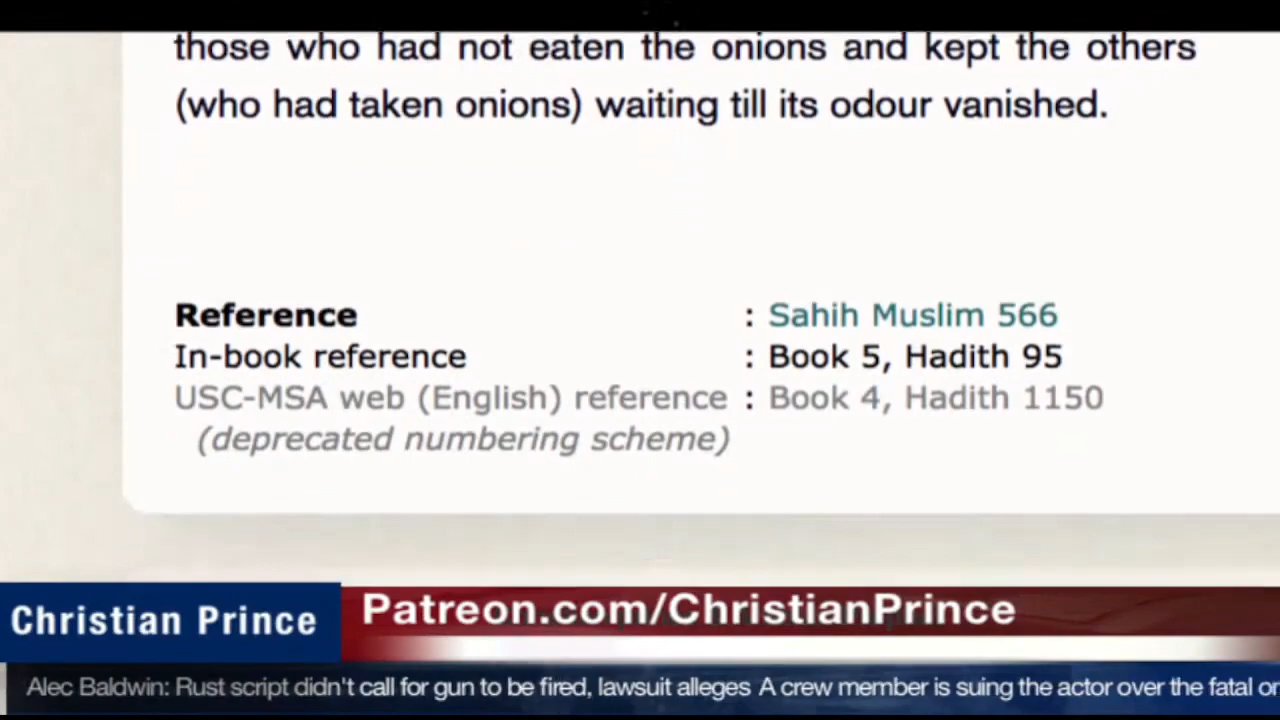 those who had not eaten the onions and kept the others
(who had taken onions) waiting till its odour vanished.
Reference : Sahih Muslim 566
In-book reference : Book 5, Hadith 95
USC-MSA web (English) reference : Book 4, Hadith 1150
(deprecated numbering scheme)
Christian Prince
Patreon.com/ChristianPrince
Alec Baldwin: Rust script didn't call for gun to be fired, lawsuit alleges A crew member is suing the actor over the fatal